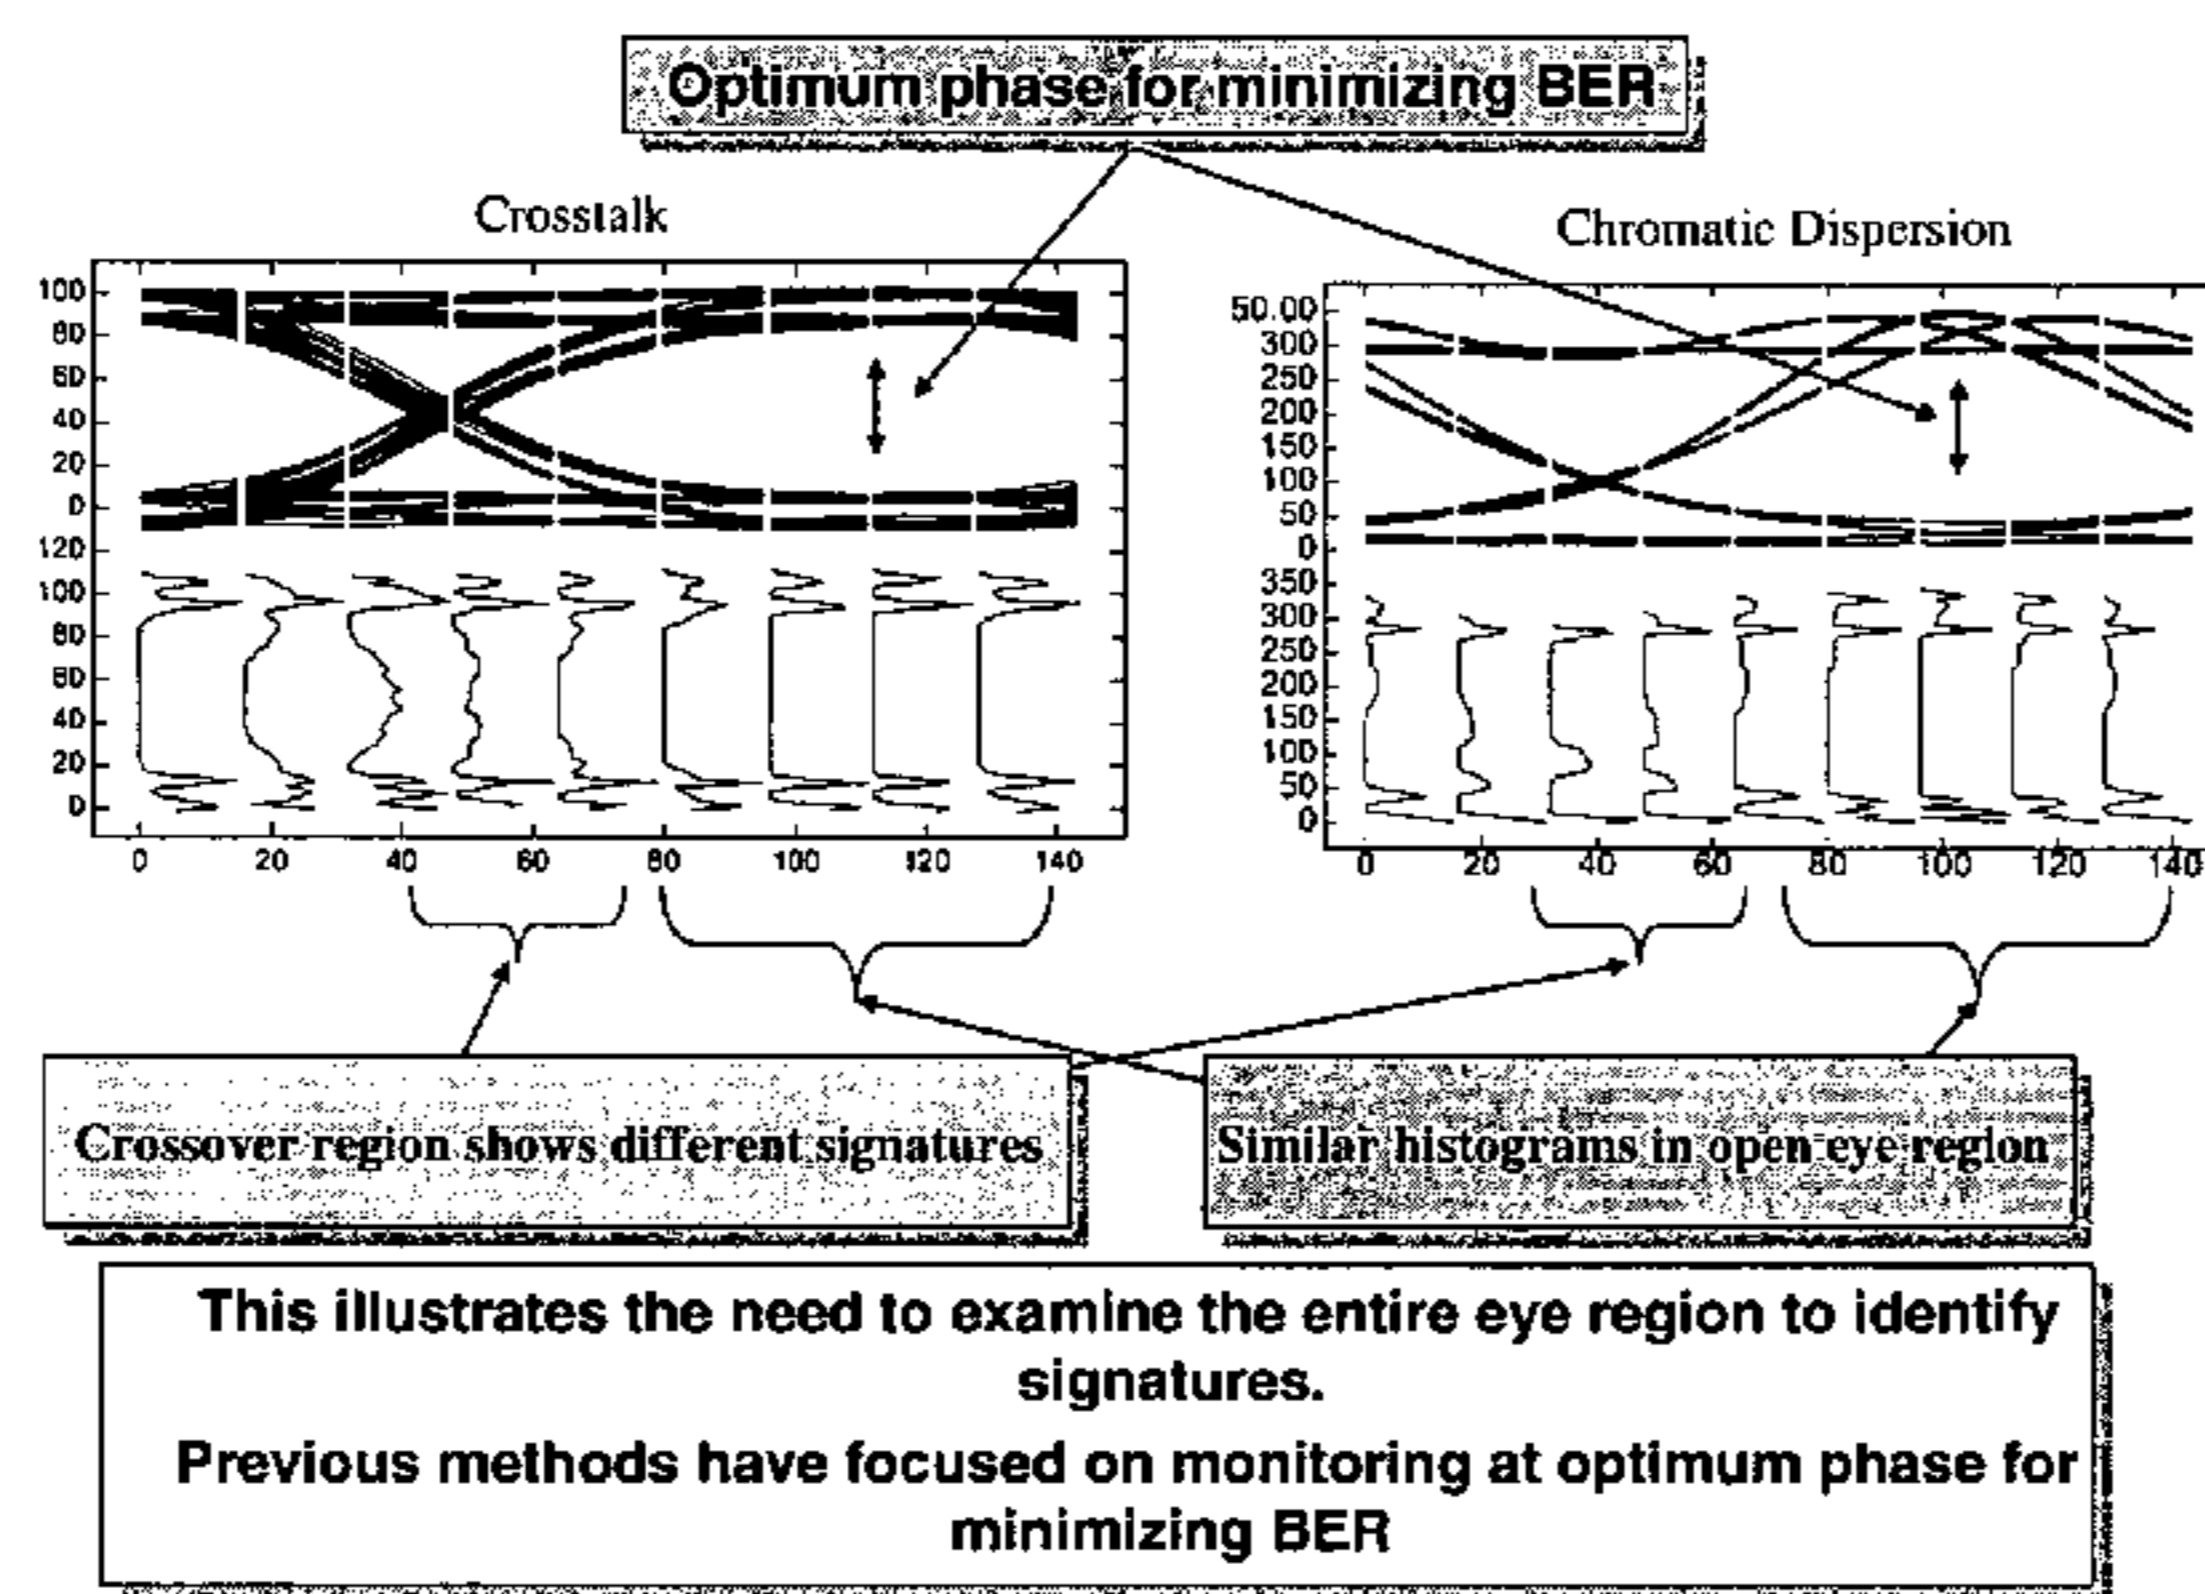 Optimum phase for minimizing BER
Crosstalk
Chromatic Dispersion
100
80
60
40
20
0
120
100
80
60
40
20
0
0 20 40 60 80 100 120 140
50.00
300
250
200
150
100
50
0
350
300
250
200
150
100
50
0
0 20 40 60 80 100 120 140
Crossover region shows different signatures
Similar histograms in open eye region
This illustrates the need to examine the entire eye region to identify
signatures.
Previous methods have focused on monitoring at optimum phase for
minimizing BER